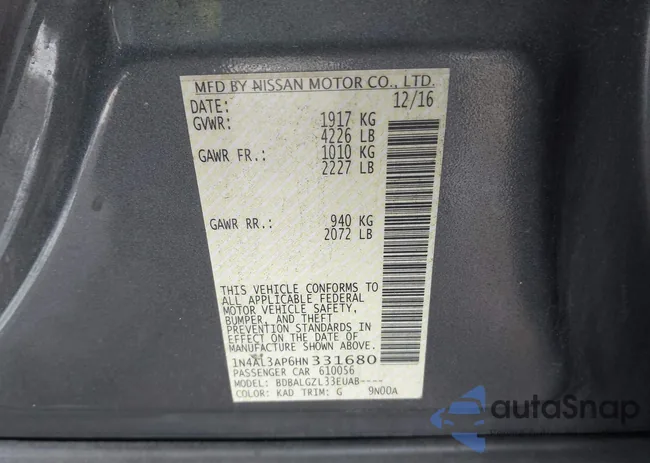 MFD BY NISSAN MOTOR CO., LTD.
DATE: 12/16
GVWR: 1917 KG
4226 LB
GAWR FR.: 1010 KG
2227 LB
GAWR RR.: 940 KG
2072 LB
THIS VEHICLE CONFORMS TO
ALL APPLICABLE FEDERAL
MOTOR VEHICLE SAFETY,
BUMPER, AND THEFT
PREVENTION STANDARDS IN
EFFECT ON THE DATE OF
MANUFACTURE SHOWN ABOVE.
1N4AL3AP6HN331680
PASSENGER CAR 610056
MODEL: BDBALGZL33EUAB----
COLOR: KAD TRIM: G 9N00A
autoSnap